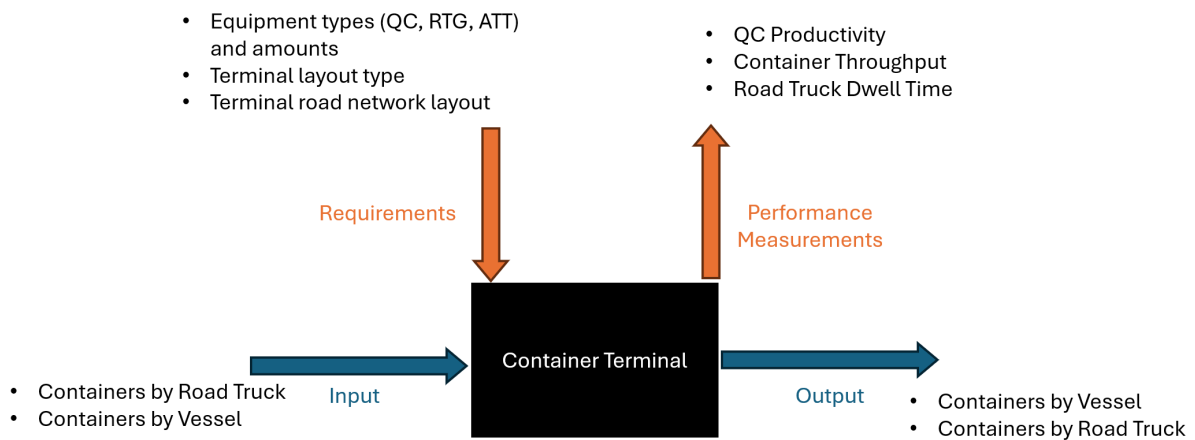 • Equipment types (QC, RTG, ATT)
and amounts
• Terminal layout type
• Terminal road network layout
• QC Productivity
• Container Throughput
• Road Truck Dwell Time
Requirements
Performance
Measurements
Container Terminal
• Containers by Road Truck
• Containers by Vessel
Input
Output
• Containers by Vessel
• Containers by Road Truck